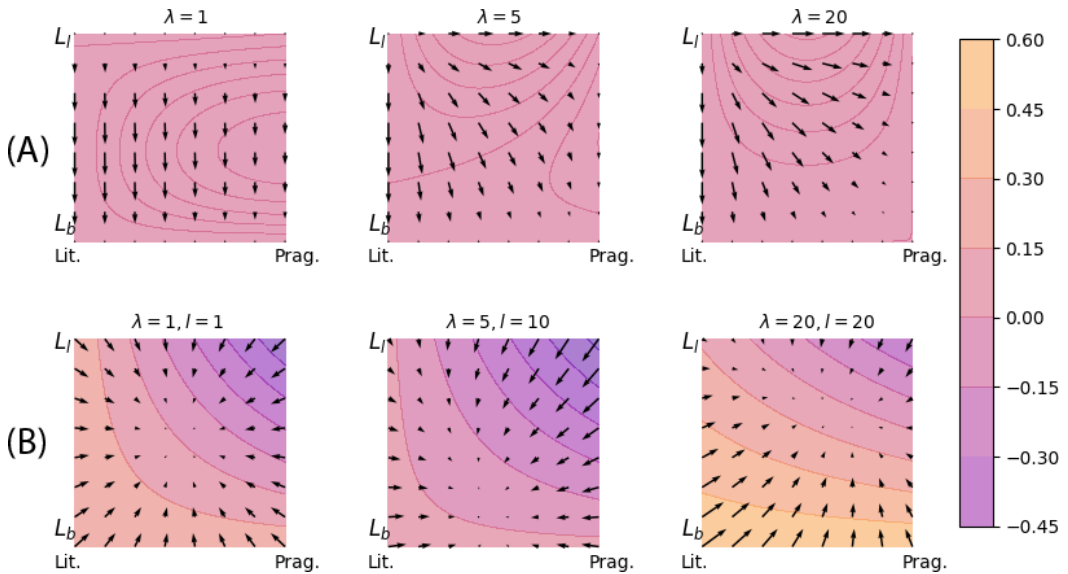 λ = 1
λ = 5
λ = 20
(A)
L_l
L_b
Lit.
Prag.
L_l
L_b
Lit.
Prag.
L_l
L_b
Lit.
Prag.
(B)
λ = 1, l = 1
λ = 5, l = 10
λ = 20, l = 20
L_l
L_b
Lit.
Prag.
L_l
L_b
Lit.
Prag.
L_l
L_b
Lit.
Prag.
0.60
0.45
0.30
0.15
0.00
−0.15
−0.30
−0.45